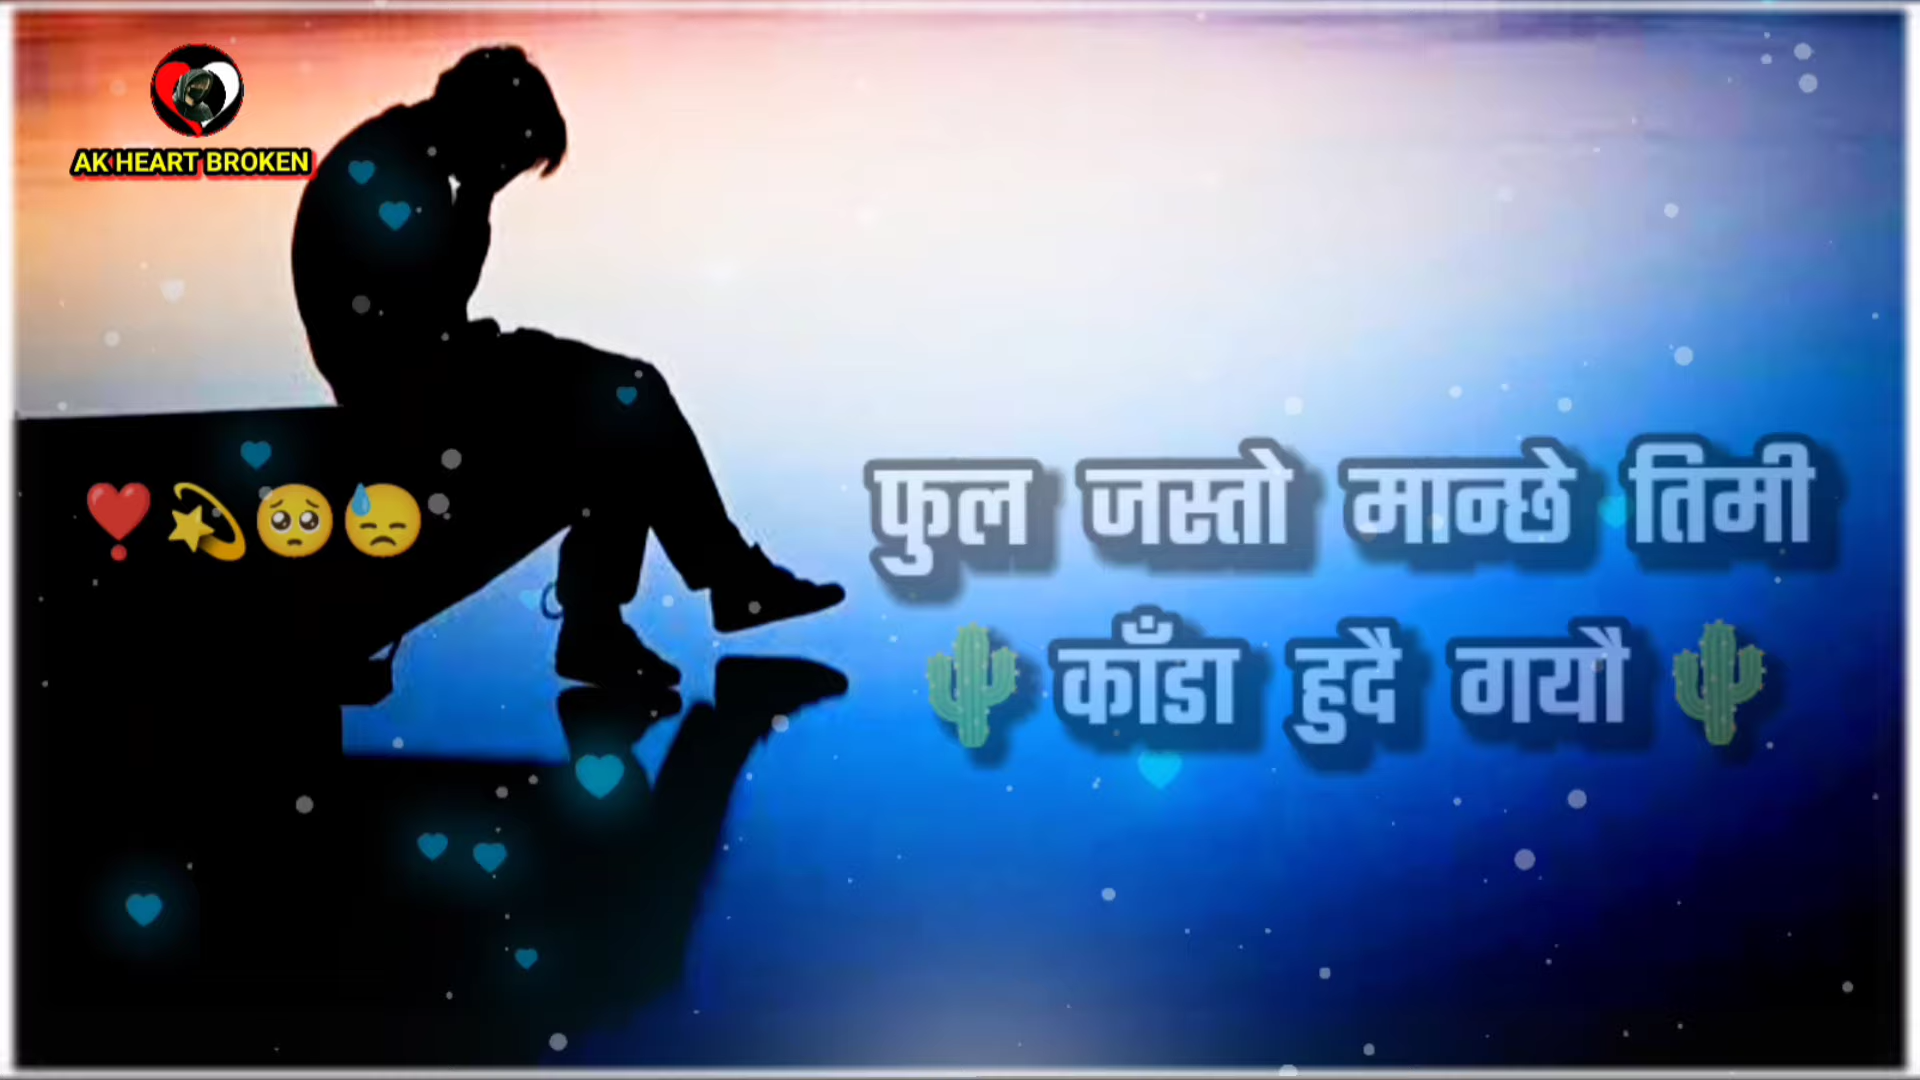 AK HEART BROKEN
फुल जस्तो मान्छे तिमी
काँडा हुदै गयौ